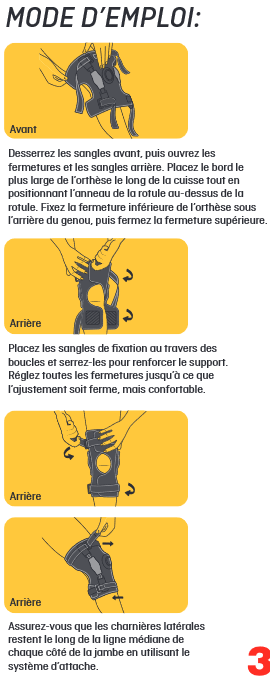 MODE D’EMPLOI:
Avant
Desserrez les sangles avant, puis ouvrez les
fermetures et les sangles arrière. Placez le bord le
plus large de l’orthèse le long de la cuisse tout en
positionnant l’anneau de la rotule au-dessus de la
rotule. Fixez la fermeture inférieure de l’orthèse sous
l’arrière du genou, puis fermez la fermeture supérieure.
Arrière
Placez les sangles de fixation au travers des
boucles et serrez-les pour renforcer le support.
Réglez toutes les fermetures jusqu’à ce que
l’ajustement soit ferme, mais confortable.
Arrière
Arrière
Assurez-vous que les charnières latérales
restent le long de la ligne médiane de
chaque côté de la jambe en utilisant le
système d’attache.
3